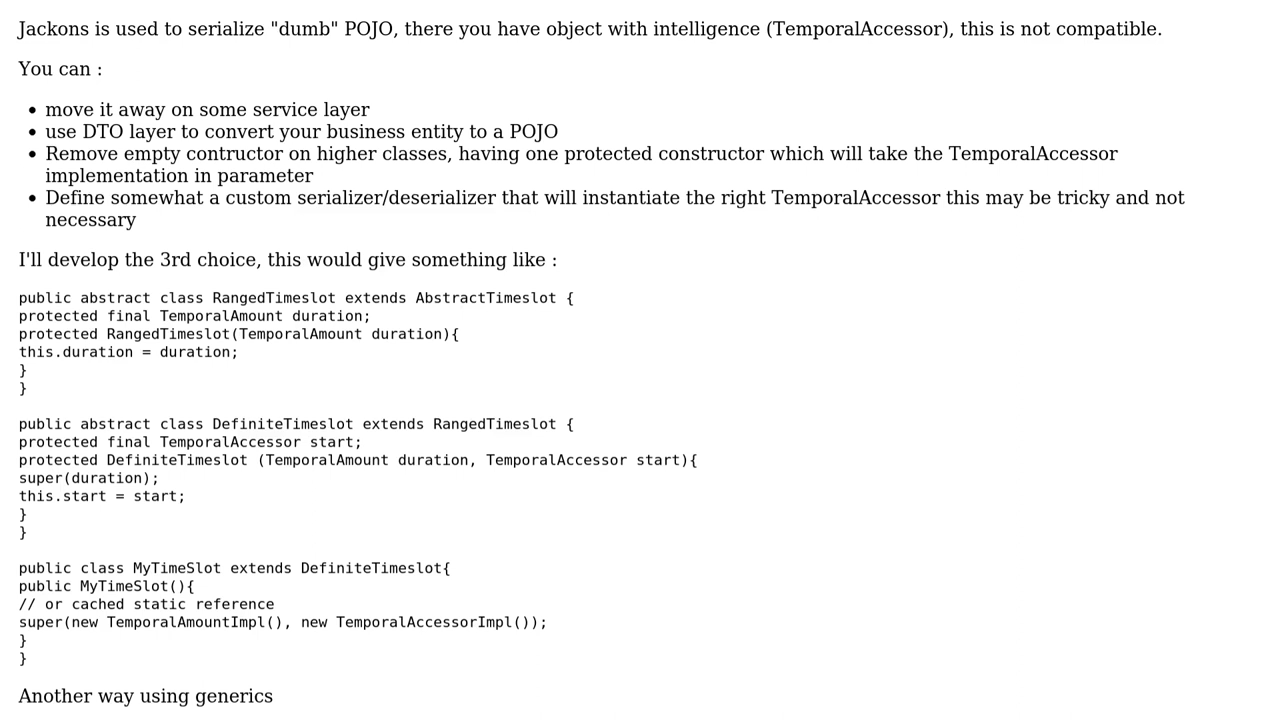 Jackons is used to serialize "dumb" POJO, there you have object with intelligence (TemporalAccessor), this is not compatible.
You can :
• move it away on some service layer
• use DTO layer to convert your business entity to a POJO
• Remove empty contructor on higher classes, having one protected constructor which will take the TemporalAccessor
implementation in parameter
• Define somewhat a custom serializer/deserializer that will instantiate the right TemporalAccessor this may be tricky and not
necessary
I'll develop the 3rd choice, this would give something like :
public abstract class RangedTimeslot extends AbstractTimeslot {
protected final TemporalAmount duration;
protected RangedTimeslot(TemporalAmount duration){
this.duration = duration;
}
}
public abstract class DefiniteTimeslot extends RangedTimeslot {
protected final TemporalAccessor start;
protected DefiniteTimeslot (TemporalAmount duration, TemporalAccessor start){
super(duration);
this.start = start;
}
}
public class MyTimeSlot extends DefiniteTimeslot{
public MyTimeSlot(){
// or cached static reference
super(new TemporalAmountImpl(), new TemporalAccessorImpl());
}
}
Another way using generics